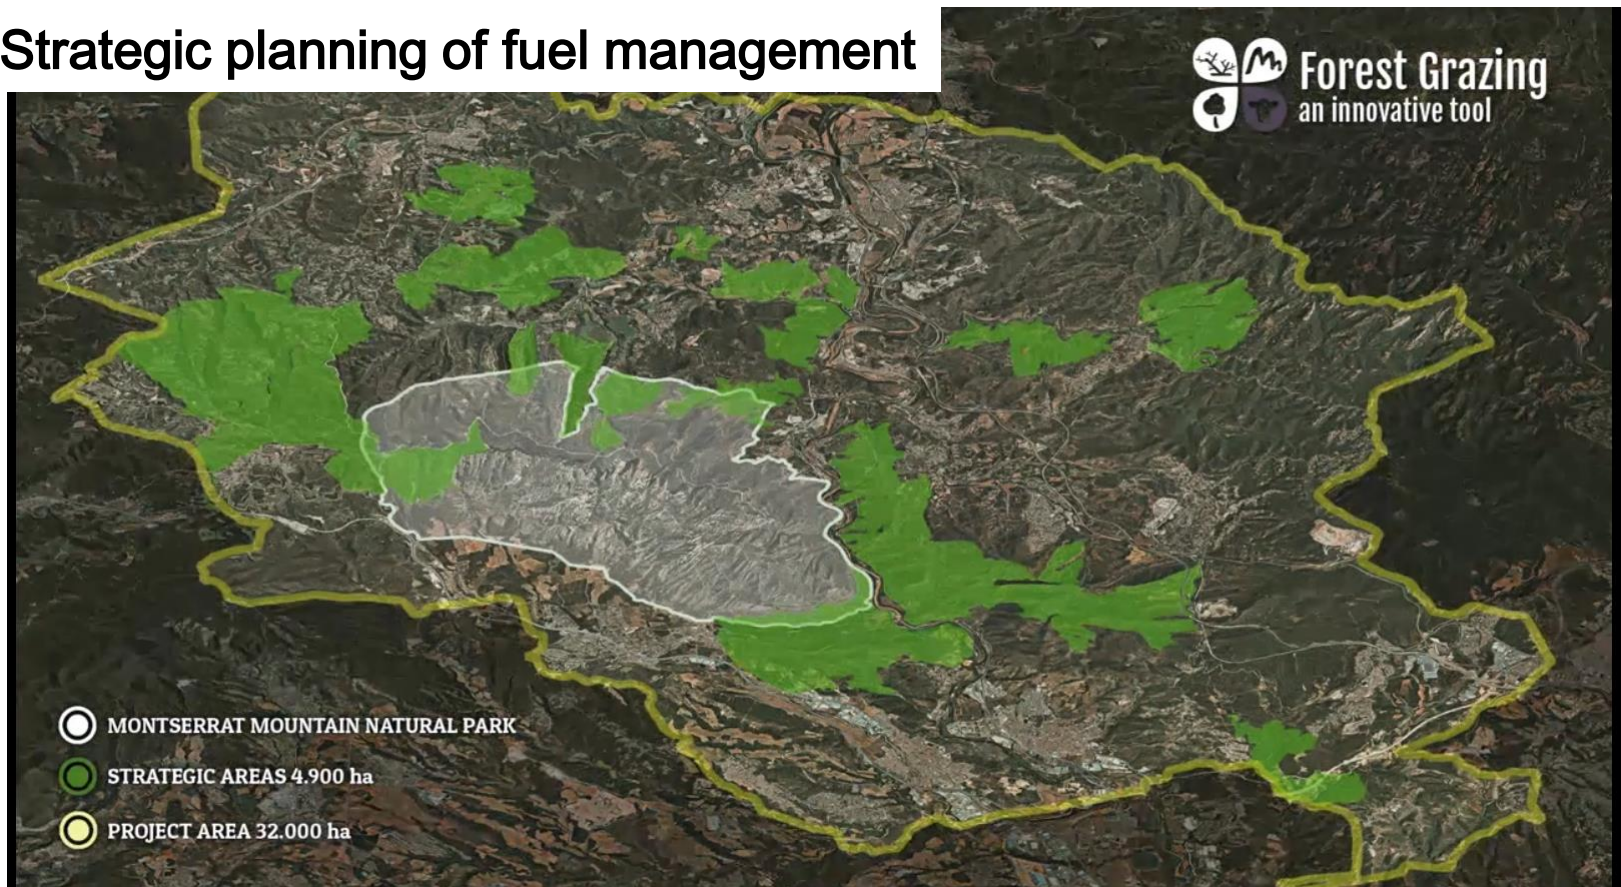 Strategic planning of fuel management
Forest Grazing
an innovative tool
MONTSERRAT MOUNTAIN NATURAL PARK
STRATEGIC AREAS 4.900 ha
PROJECT AREA 32.000 ha